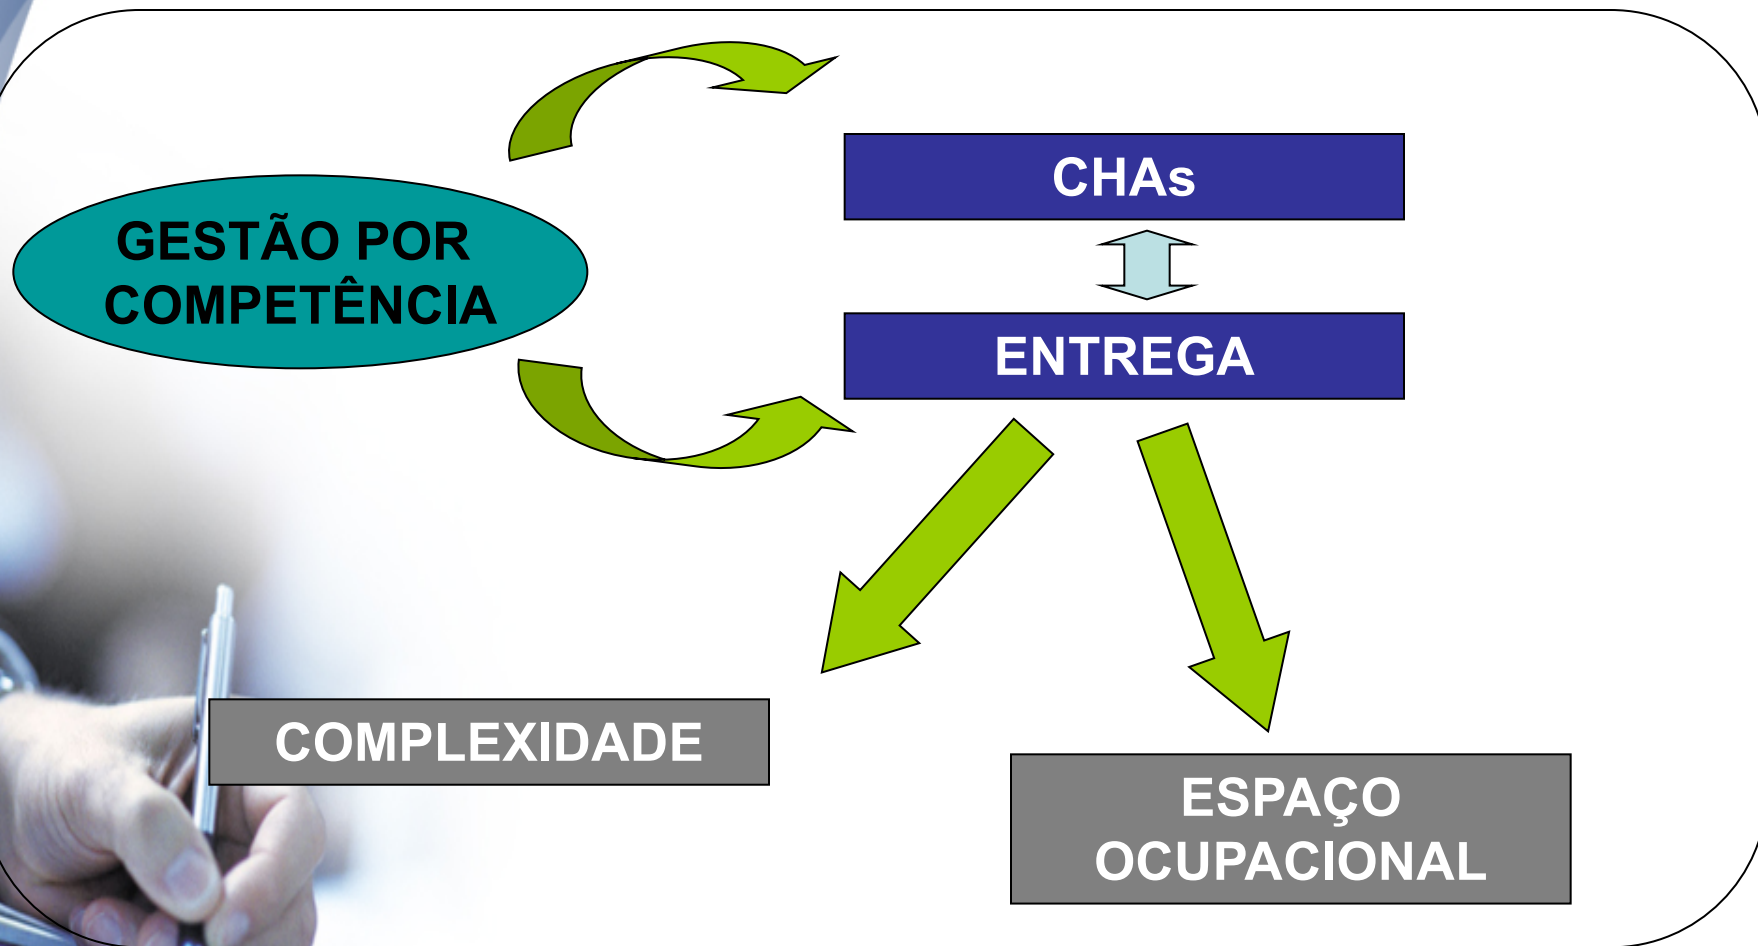 GESTÃO POR
COMPETÊNCIA
CHAs
ENTREGA
COMPLEXIDADE
ESPAÇO
OCUPACIONAL